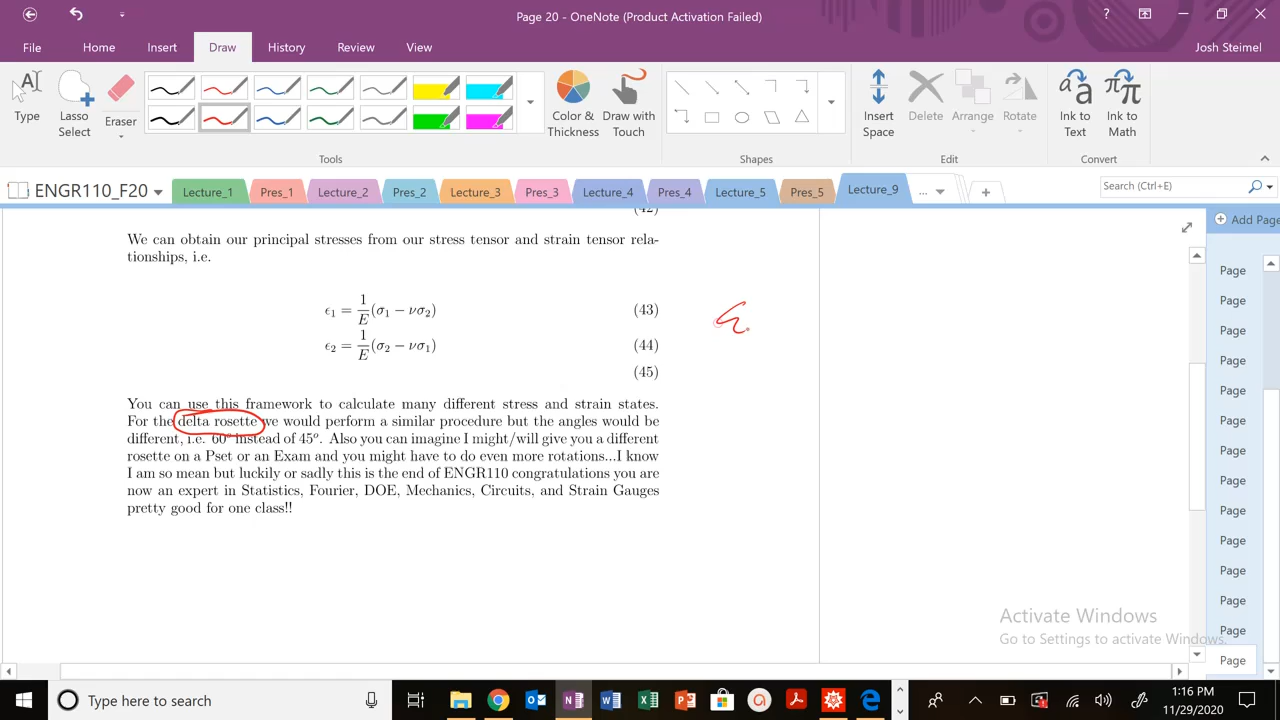 Page 20 - OneNote (Product Activation Failed)
?
File Home Insert Draw History Review View Josh Steimel
Type Lasso Select Eraser Color & Thickness Draw with Touch Insert Space Delete Arrange Rotate Ink to Text Ink to Math
Tools Shapes Edit Convert
ENGR110_F20 Lecture_1 Pres_1 Lecture_2 Pres_2 Lecture_3 Pres_3 Lecture_4 Pres_4 Lecture_5 Pres_5 Lecture_9 ... Search (Ctrl+E)
(42)
Add Page
We can obtain our principal stresses from our stress tensor and strain tensor rela-
tionships, i.e.
ϵ₁ = 1/E (σ₁ − νσ₂) (43)
ϵ₂ = 1/E (σ₂ − νσ₁) (44)
(45)
You can use this framework to calculate many different stress and strain states.
For the delta rosette we would perform a similar procedure but the angles would be
different, i.e. 60° instead of 45°. Also you can imagine I might/will give you a different
rosette on a Pset or an Exam and you might have to do even more rotations...I know
I am so mean but luckily or sadly this is the end of ENGR110 congratulations you are
now an expert in Statistics, Fourier, DOE, Mechanics, Circuits, and Strain Gauges
pretty good for one class!!
Page
Page
Page
Page
Page
Page
Page
Page
Page
Page
Page
Page
Page
Page
Activate Windows
Go to Settings to activate Windows.
Type here to search
1:16 PM
11/29/2020